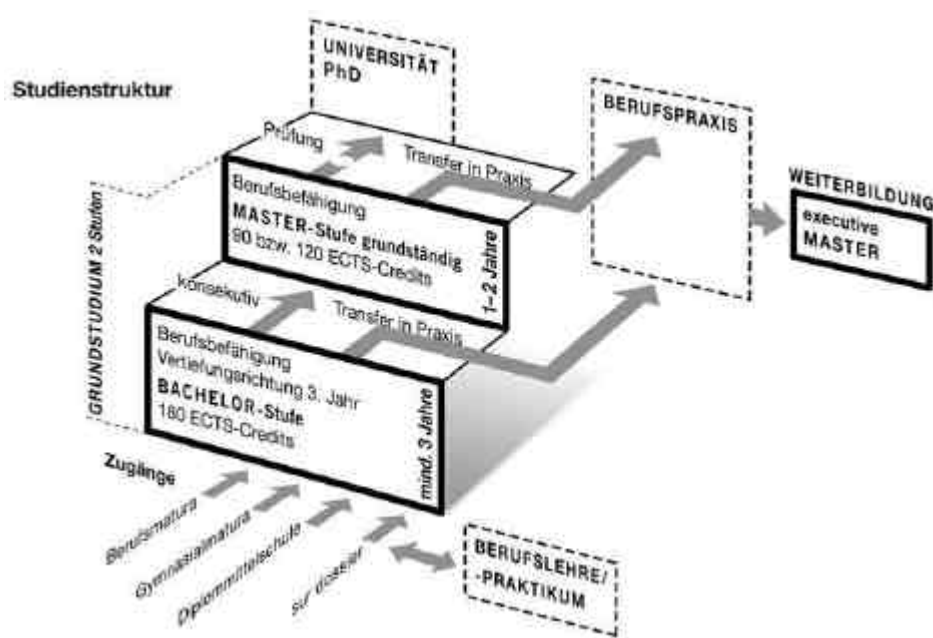 Studienstruktur
UNIVERSITÄT
PhD
BERUFSPRAXIS
WEITERBILDUNG
executive
MASTER
Prüfung
Transfer in Praxis
Berufsbefähigung
MASTER-Stufe grundständig
90 bzw. 120 ECTS-Credits
1–2 Jahre
GRUNDSTUDIUM 2 Stufen
Konsekutiv
Transfer in Praxis
Berufsbefähigung
Vertiefungsrichtung 3. Jahr
BACHELOR-Stufe
180 ECTS-Credits
mind. 3 Jahre
Zugänge
Berufsmatura
Gymnasialmatura
Diplommittelschule
sur dossier
BERUFSLEHRE/
-PRAKTIKUM